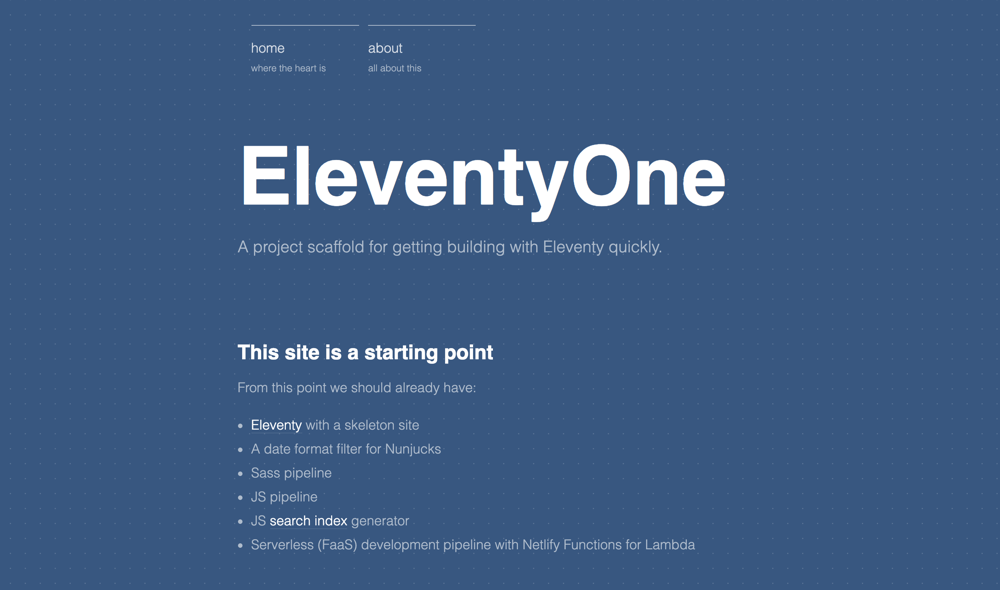 home
about
where the heart is
all about this
EleventyOne
A project scaffold for getting building with Eleventy quickly.
This site is a starting point
From this point we should already have:
Eleventy with a skeleton site
A date format filter for Nunjucks
Sass pipeline
JS pipeline
JS search index generator
Serverless (FaaS) development pipeline with Netlify Functions for Lambda